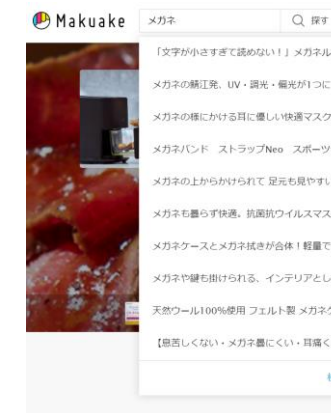 Makuake
メガネ
探す
「文字が小さすぎて読めない！」メガネル
メガネの鯖江発、UV・調光・偏光が1つに
メガネの様にかける耳に優しい快適マスク
メガネバンド ストラップNeo スポーツ
メガネの上からかけられて 足元も見やすい
メガネも曇らず快適。抗菌抗ウイルスマス
メガネケースとメガネ拭きが合体！軽量で
メガネや鍵も掛けられる、インテリアとし
天然ウール100%使用 フェルト製 メガネケ
【息苦しくない・メガネ曇にくい・耳痛く